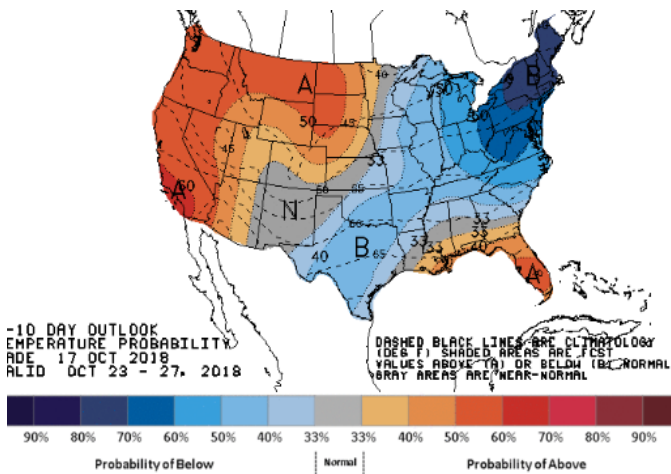 40
B
A
50
50
50
45
45
33
60
A
N
50
55
33
33
60
33
33
40
B
65
40
A
-10 DAY OUTLOOK
EMPERATURE PROBABILITY
ADE 17 OCT 2018
ALID OCT 23 - 27, 2018
DASHED BLACK LINES ARE CLIMATOLOGY
(DEG F) SHADED AREAS ARE FCST
VALUES ABOVE (A) OR BELOW (B) NORMAL
GRAY AREAS ARE NEAR-NORMAL
90% 80% 70% 60% 50% 40% 33% 33% 40% 50% 60% 70% 80% 90%
Probability of Below Normal Probability of Above